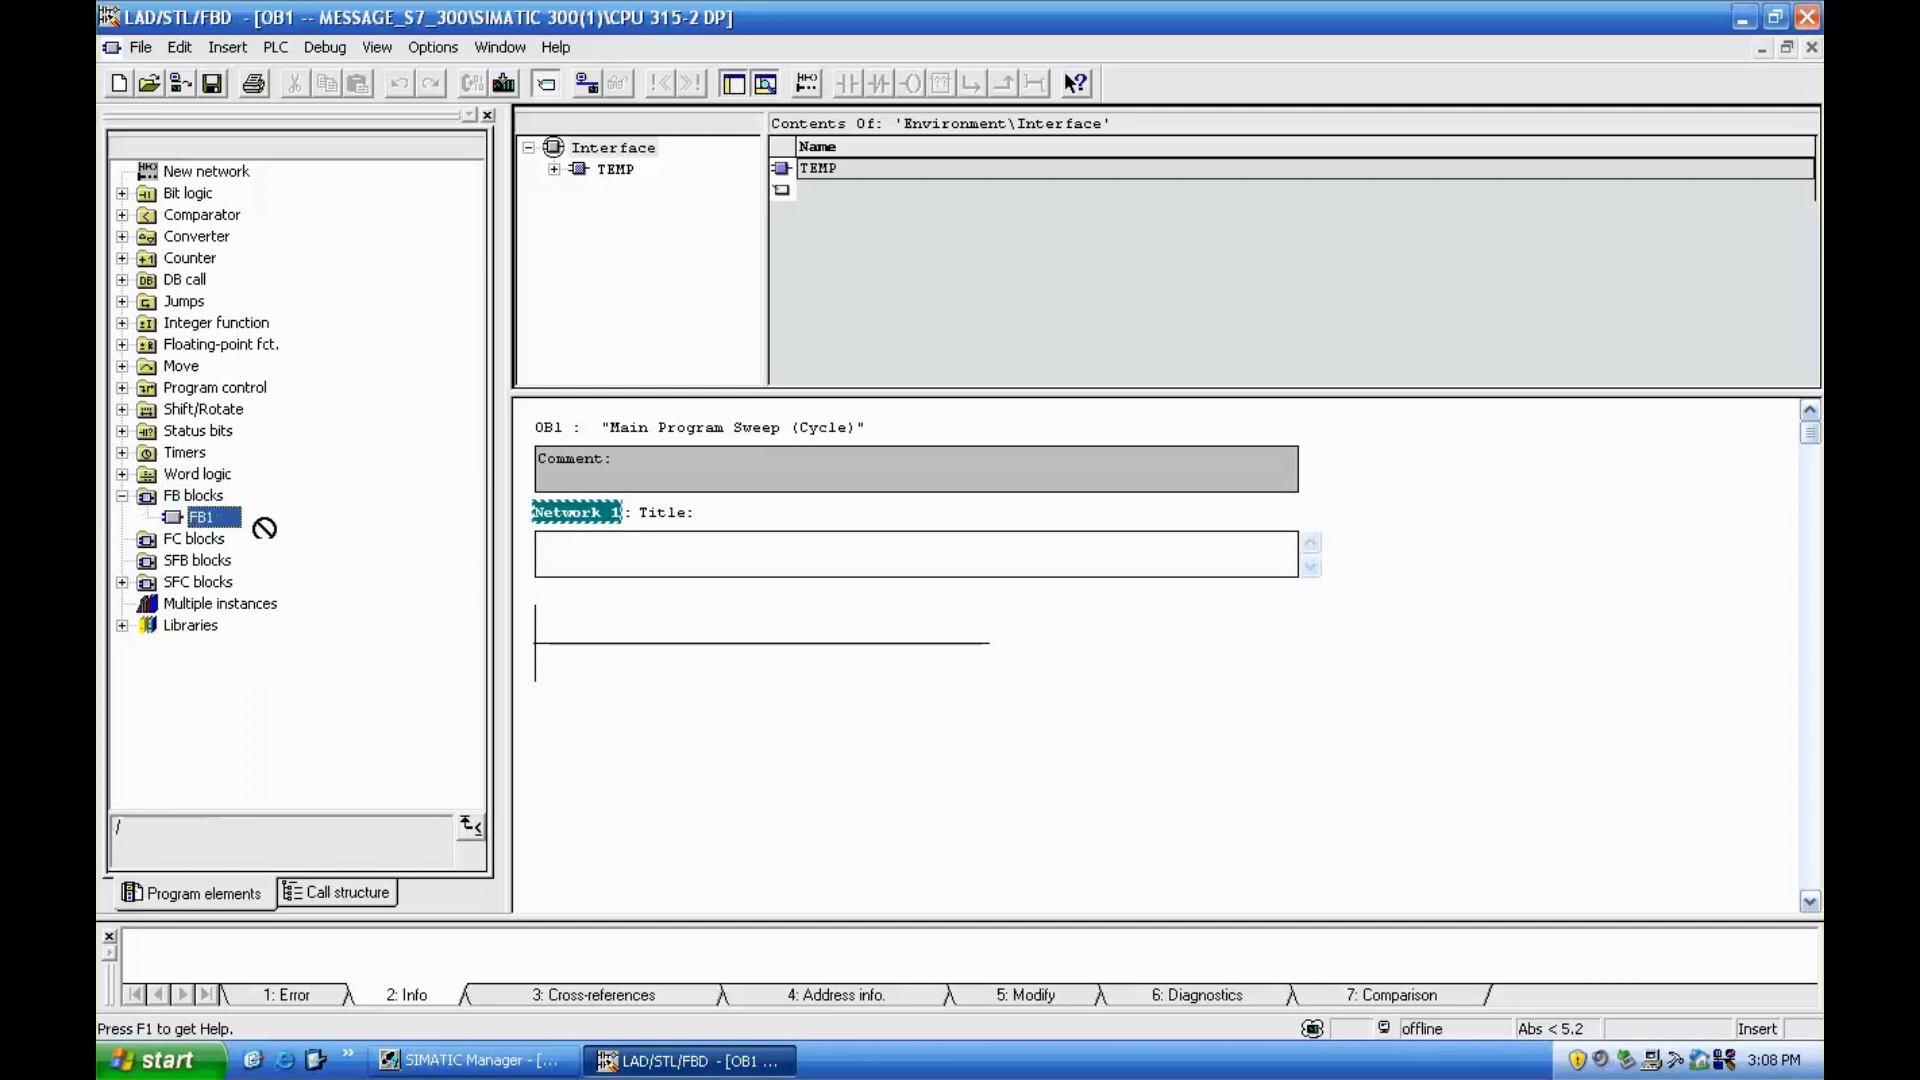 LAD/STL/FBD - [OB1 -- MESSAGE_S7_300\SIMATIC 300(1)\CPU 315-2 DP]
File Edit Insert PLC Debug View Options Window Help
New network
Bit logic
Comparator
Converter
Counter
DB call
Jumps
Integer function
Floating-point fct.
Move
Program control
Shift/Rotate
Status bits
Timers
Word logic
FB blocks
FB1
FC blocks
SFB blocks
SFC blocks
Multiple instances
Libraries
/
Program elements Call structure
Interface
TEMP
Contents Of: 'Environment\Interface'
Name
TEMP
OB1 : "Main Program Sweep (Cycle)"
Comment:
Network 1: Title:
1: Error 2: Info 3: Cross-references 4: Address info. 5: Modify 6: Diagnostics 7: Comparison
Press F1 to get Help. offline Abs < 5.2 Insert
start SIMATIC Manager - [... LAD/STL/FBD - [OB1 ... 3:08 PM